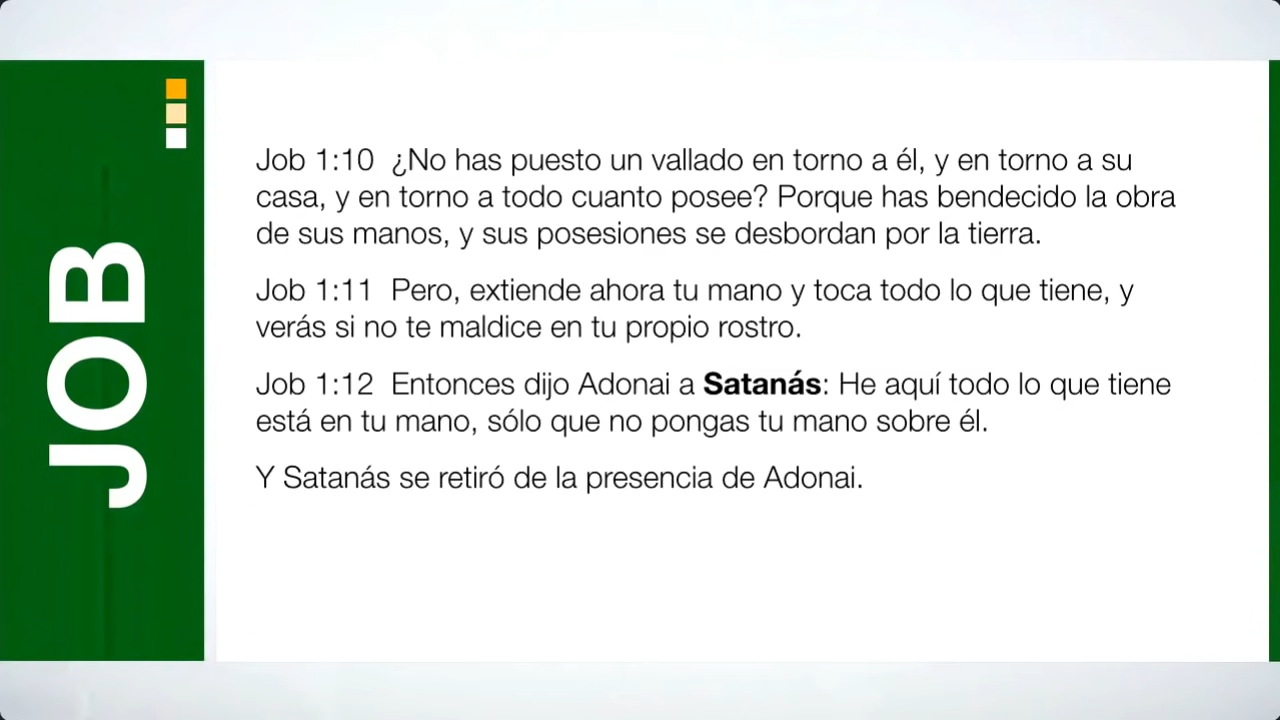 JOB
Job 1:10 ¿No has puesto un vallado en torno a él, y en torno a su
casa, y en torno a todo cuanto posee? Porque has bendecido la obra
de sus manos, y sus posesiones se desbordan por la tierra.
Job 1:11 Pero, extiende ahora tu mano y toca todo lo que tiene, y
verás si no te maldice en tu propio rostro.
Job 1:12 Entonces dijo Adonai a Satanás: He aquí todo lo que tiene
está en tu mano, sólo que no pongas tu mano sobre él.
Y Satanás se retiró de la presencia de Adonai.